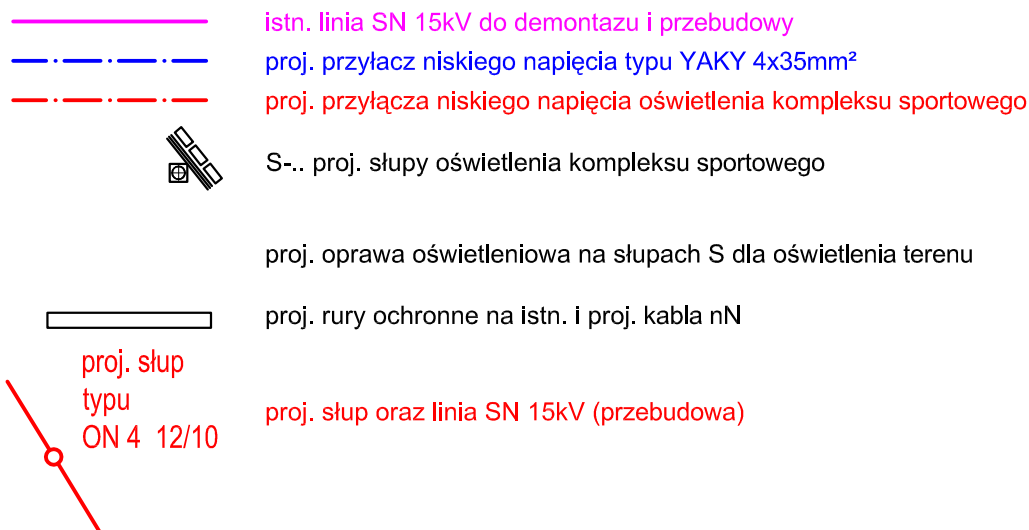 istn. linia SN 15kV do demontazu i przebudowy
proj. przyłacz niskiego napięcia typu YAKY 4x35mm²
proj. przyłącza niskiego napięcia oświetlenia kompleksu sportowego
S-.. proj. słupy oświetlenia kompleksu sportowego
proj. oprawa oświetleniowa na słupach S dla oświetlenia terenu
proj. rury ochronne na istn. i proj. kabla nN
proj. słup
typu
ON 4 12/10
proj. słup oraz linia SN 15kV (przebudowa)